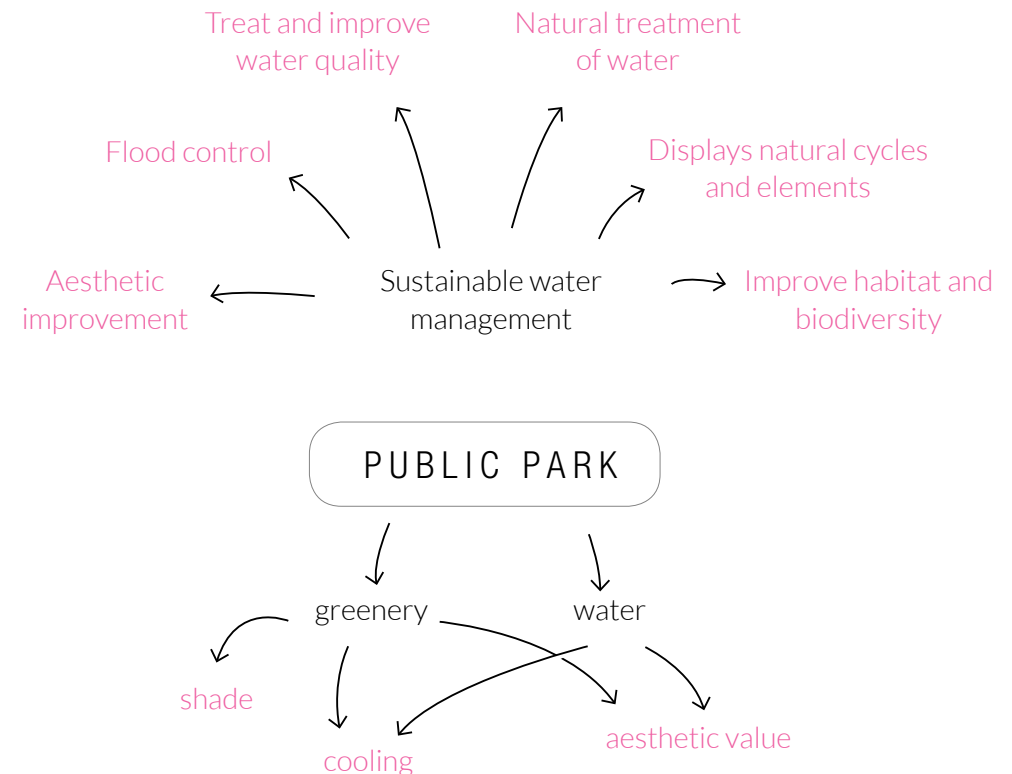 Treat and improve
water quality
Natural treatment
of water
Flood control
Displays natural cycles
and elements
Aesthetic
improvement
Sustainable water
management
Improve habitat and
biodiversity
PUBLIC PARK
greenery
water
shade
cooling
aesthetic value